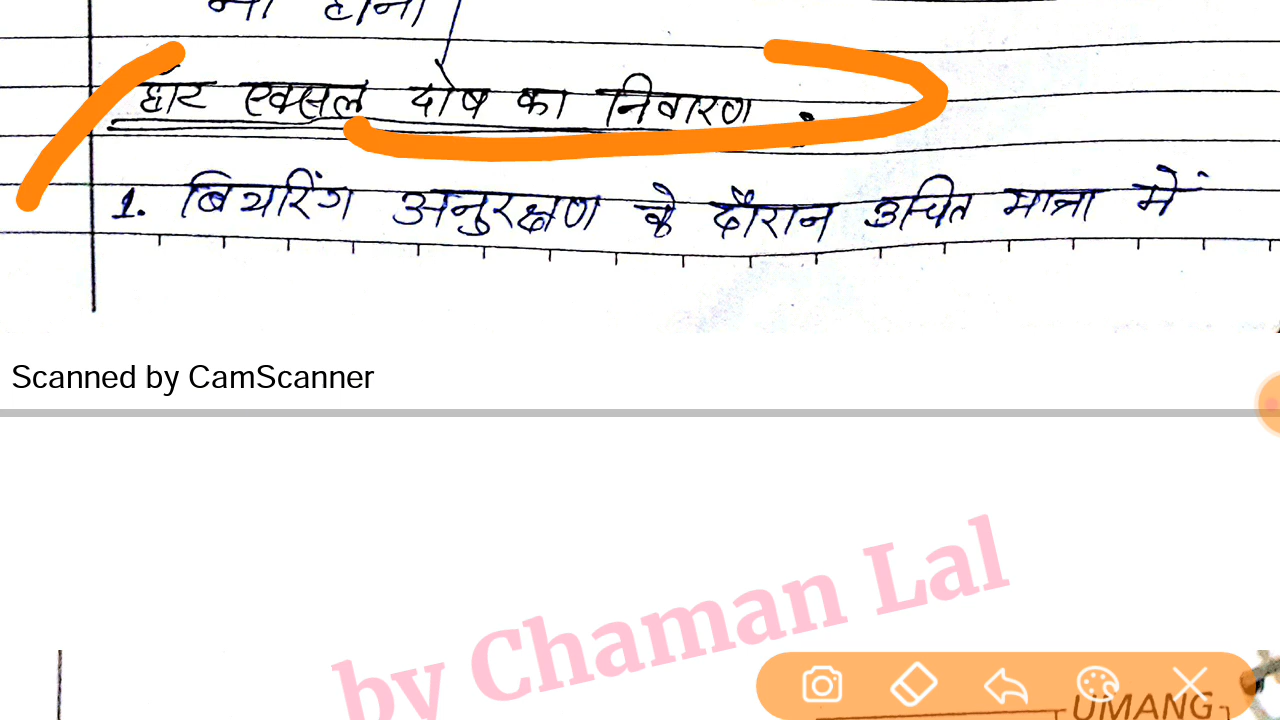 हॉट एक्सल दोष का निवारण :
1. बियरिंग अनुरक्षण के दौरान उचित मात्रा में
Scanned by CamScanner
by Chaman Lal
UMANG